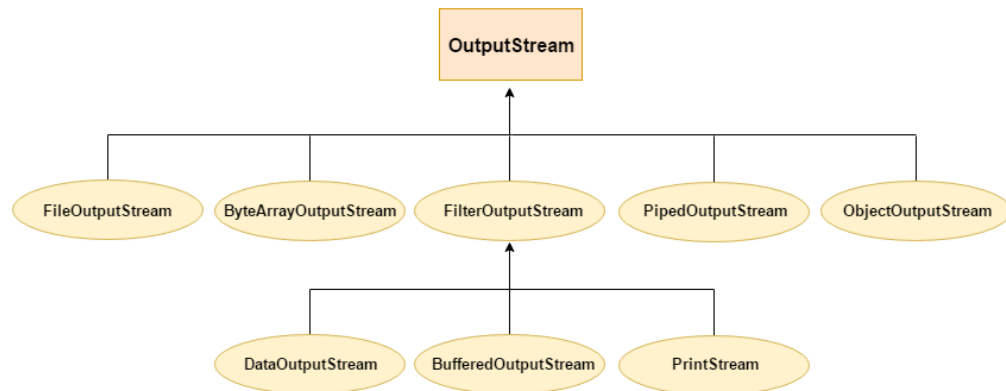 OutputStream
FileOutputStream
ByteArrayOutputStream
FilterOutputStream
PipedOutputStream
ObjectOutputStream
DataOutputStream
BufferedOutputStream
PrintStream